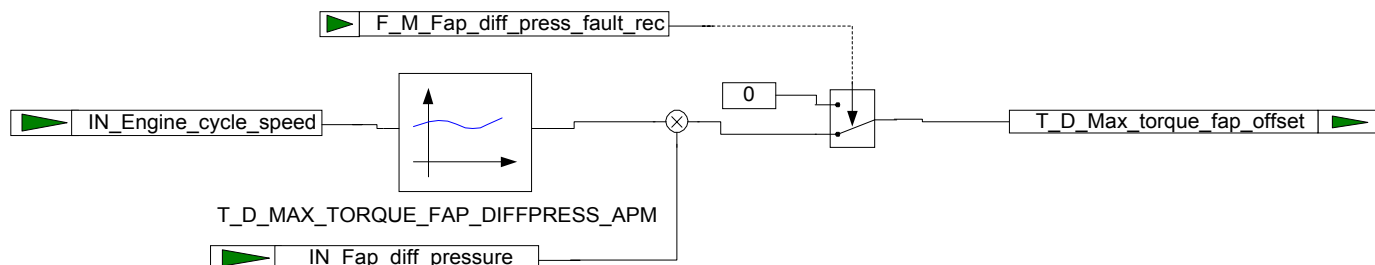 F_M_Fap_diff_press_fault_rec
0
IN_Engine_cycle_speed
T_D_Max_torque_fap_offset
T_D_MAX_TORQUE_FAP_DIFFPRESS_APM
IN_Fap_diff_pressure